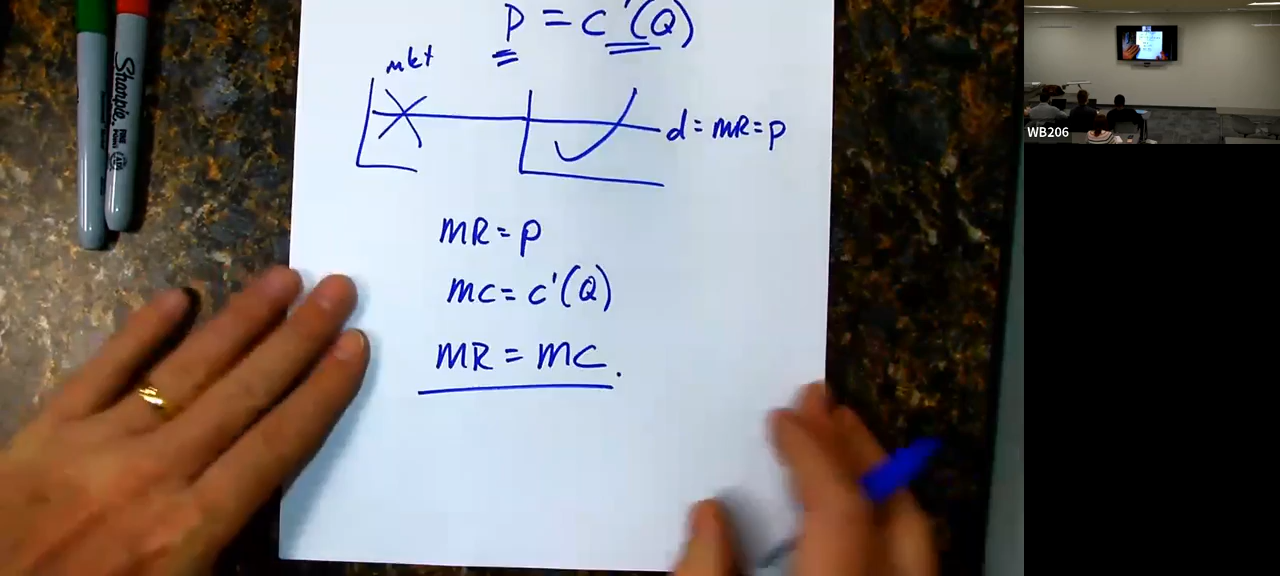 P = C'(Q)
mkt
d = MR = P
MR = P
MC = C'(Q)
MR = MC.
Sharpie
WB206